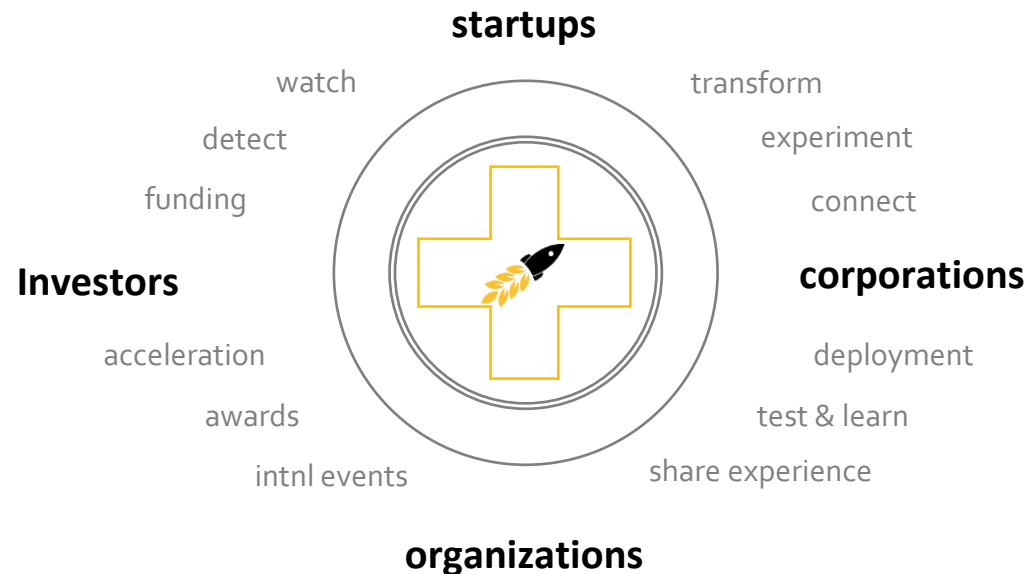 startups
watch
transform
detect
experiment
funding
connect
Investors
corporations
acceleration
deployment
awards
test & learn
intnl events
share experience
organizations